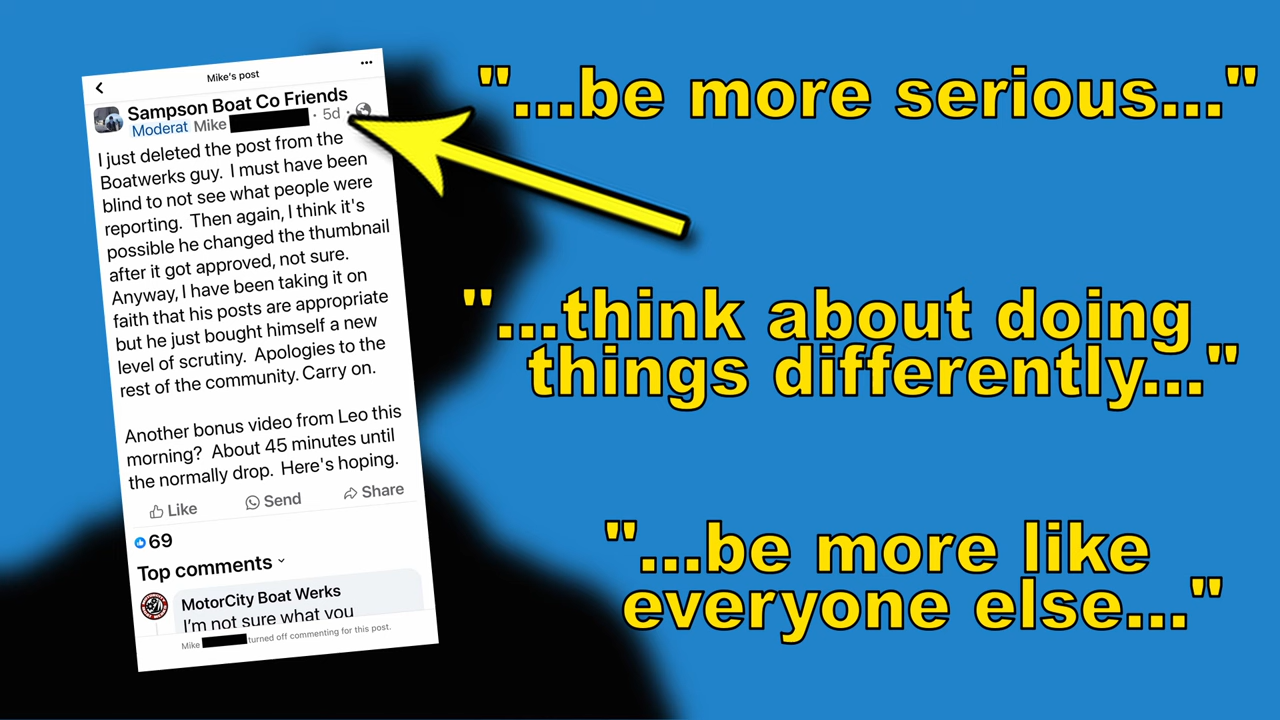 Mike's post
Sampson Boat Co Friends
Moderat Mike · 5d ·
I just deleted the post from the
Boatwerks guy. I must have been
blind to not see what people were
reporting. Then again, I think it's
possible he changed the thumbnail
after it got approved, not sure.
Anyway, I have been taking it on
faith that his posts are appropriate
but he just bought himself a new
level of scrutiny. Apologies to the
rest of the community. Carry on.
Another bonus video from Leo this
morning? About 45 minutes until
the normally drop. Here's hoping.
Like Send Share
69
Top comments
MotorCity Boat Werks
I'm not sure what you
Mike turned off commenting for this post.
"...be more serious..."
"...think about doing
things differently..."
"...be more like
everyone else..."